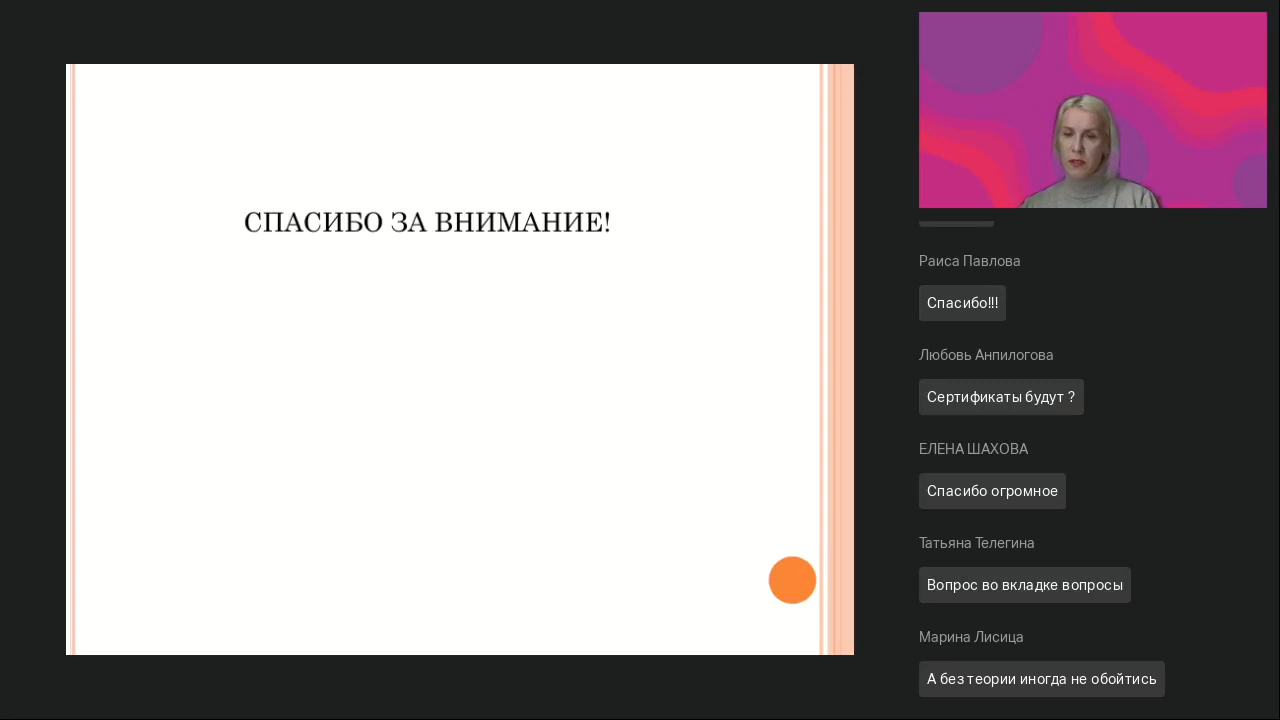 СПАСИБО ЗА ВНИМАНИЕ!
Раиса Павлова
Спасибо!!!
Любовь Анпилогова
Сертификаты будут ?
ЕЛЕНА ШАХОВА
Спасибо огромное
Татьяна Телегина
Вопрос во вкладке вопросы
Марина Лисица
А без теории иногда не обойтись